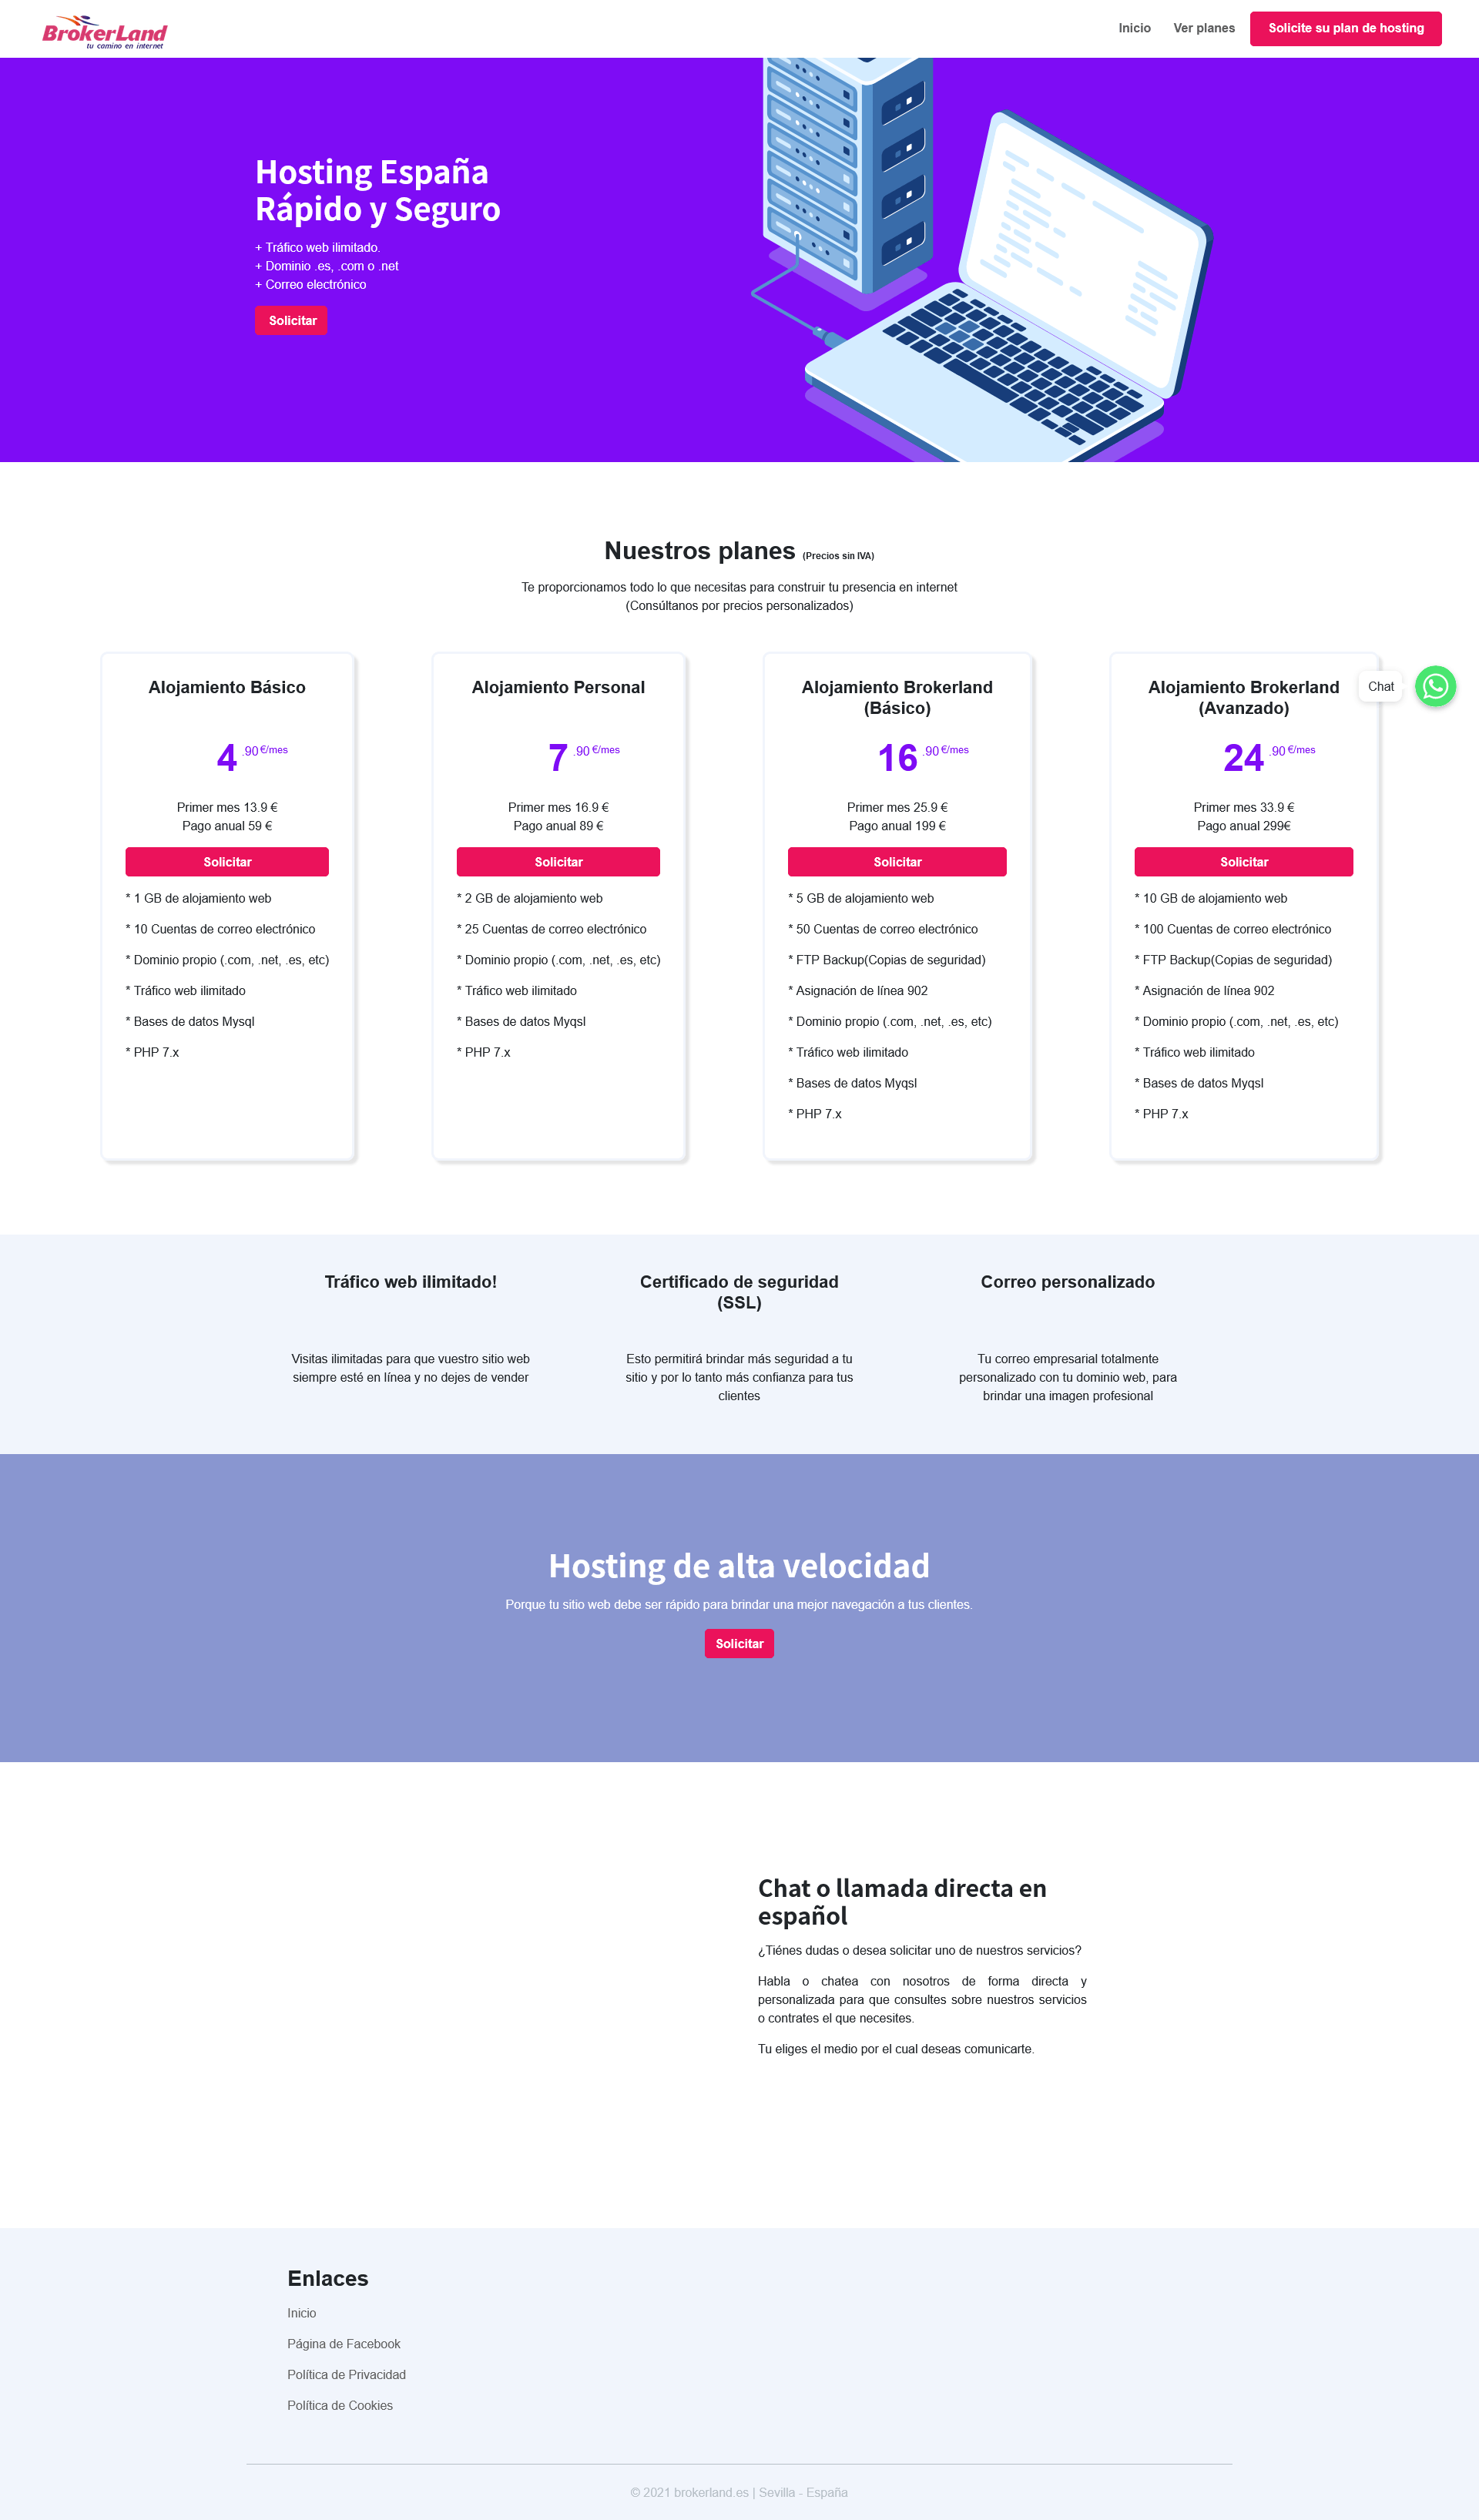 BrokerLand
tu camino en internet
Inicio
Ver planes
Solicite su plan de hosting
Hosting España
Rápido y Seguro
+ Tráfico web ilimitado.
+ Dominio .es, .com o .net
+ Correo electrónico
Solicitar
Nuestros planes (Precios sin IVA)
Te proporcionamos todo lo que necesitas para construir tu presencia en internet
(Consúltanos por precios personalizados)
Alojamiento Básico
4 .90 €/mes
Primer mes 13.9 €
Pago anual 59 €
Solicitar
* 1 GB de alojamiento web
* 10 Cuentas de correo electrónico
* Dominio propio (.com, .net, .es, etc)
* Tráfico web ilimitado
* Bases de datos Mysql
* PHP 7.x
Alojamiento Personal
7 .90 €/mes
Primer mes 16.9 €
Pago anual 89 €
Solicitar
* 2 GB de alojamiento web
* 25 Cuentas de correo electrónico
* Dominio propio (.com, .net, .es, etc)
* Tráfico web ilimitado
* Bases de datos Myqsl
* PHP 7.x
Alojamiento Brokerland
(Básico)
16 .90 €/mes
Primer mes 25.9 €
Pago anual 199 €
Solicitar
* 5 GB de alojamiento web
* 50 Cuentas de correo electrónico
* FTP Backup(Copias de seguridad)
* Asignación de línea 902
* Dominio propio (.com, .net, .es, etc)
* Tráfico web ilimitado
* Bases de datos Myqsl
* PHP 7.x
Alojamiento Brokerland
(Avanzado)
24 .90 €/mes
Primer mes 33.9 €
Pago anual 299€
Solicitar
* 10 GB de alojamiento web
* 100 Cuentas de correo electrónico
* FTP Backup(Copias de seguridad)
* Asignación de línea 902
* Dominio propio (.com, .net, .es, etc)
* Tráfico web ilimitado
* Bases de datos Myqsl
* PHP 7.x
Chat
Tráfico web ilimitado!
Visitas ilimitadas para que vuestro sitio web
siempre esté en línea y no dejes de vender
Certificado de seguridad
(SSL)
Esto permitirá brindar más seguridad a tu
sitio y por lo tanto más confianza para tus
clientes
Correo personalizado
Tu correo empresarial totalmente
personalizado con tu dominio web, para
brindar una imagen profesional
Hosting de alta velocidad
Porque tu sitio web debe ser rápido para brindar una mejor navegación a tus clientes.
Solicitar
Chat o llamada directa en
español
¿Tiénes dudas o desea solicitar uno de nuestros servicios?
Habla o chatea con nosotros de forma directa y
personalizada para que consultes sobre nuestros servicios
o contrates el que necesites.
Tu eliges el medio por el cual deseas comunicarte.
Enlaces
Inicio
Página de Facebook
Política de Privacidad
Política de Cookies
© 2021 brokerland.es | Sevilla - España